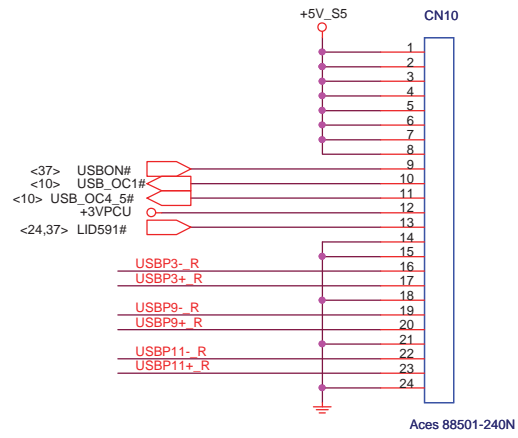 +5V_S5
CN10
1
2
3
4
5
6
7
8
<37> USBON# 9
<10> USB_OC1# 10
<10> USB_OC4_5# 11
+3VPCU 12
<24,37> LID591# 13
14
15
USBP3-_R 16
USBP3+_R 17
18
USBP9-_R 19
USBP9+_R 20
21
USBP11-_R 22
USBP11+_R 23
24
Aces 88501-240N